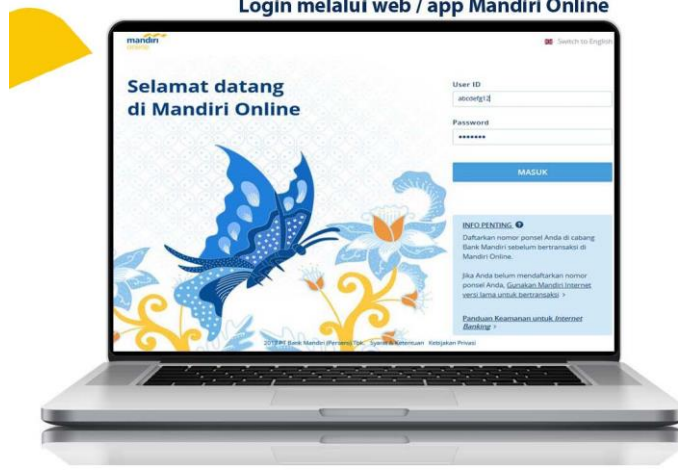 Login melalui web / app Mandiri Online
mandiri
online
Switch to English
Selamat datang
di Mandiri Online
User ID
abcdefg12
Password
MASUK
INFO PENTING
Daftarkan nomor ponsel Anda di cabang
Bank Mandiri sebelum bertransaksi di
Mandiri Online.
Jika Anda belum mendaftarkan nomor
ponsel Anda, Gunakan Mandiri Internet
versi lama untuk bertransaksi >
Panduan Keamanan untuk Internet
Banking >
PT Bank Mandiri (Persero) Tbk. Syarat & Ketentuan Kebijakan Privasi